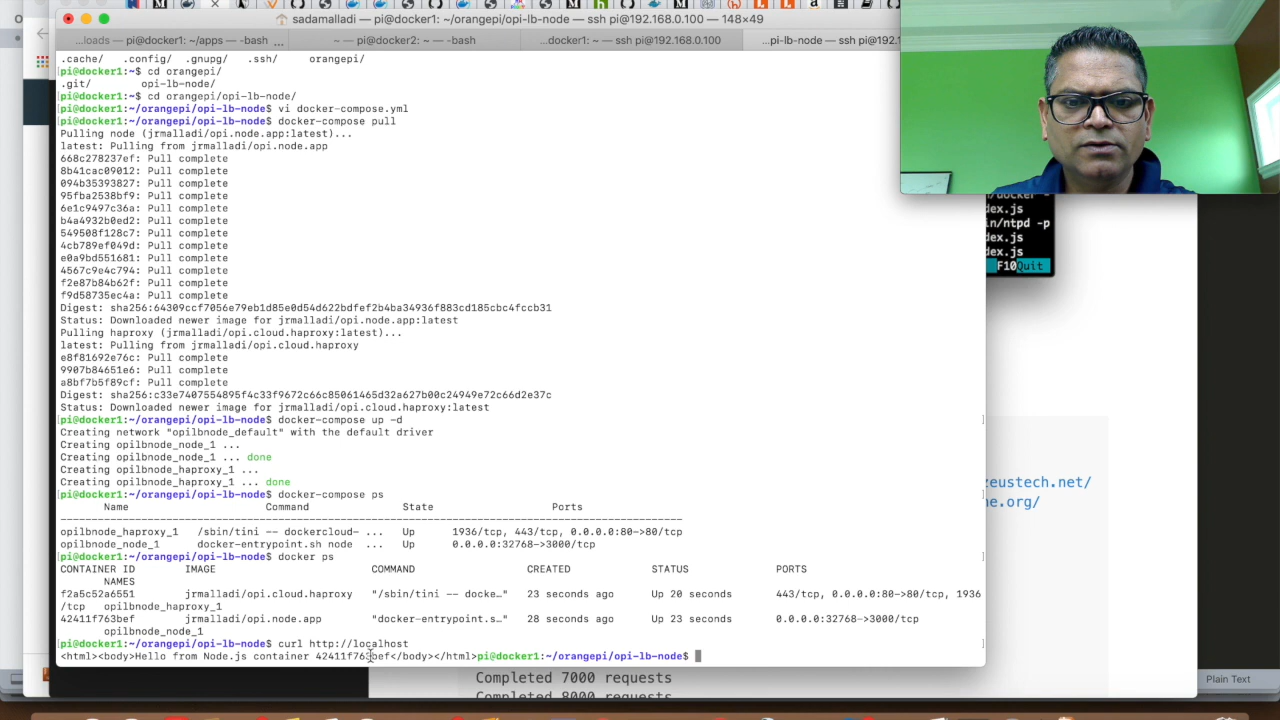 sadamalladi — pi@docker1: ~/orangepi/opi-lb-node — ssh pi@192.168.0.100 — 148×49
...loads — pi@docker1: ~/apps — -bash ...
~ — pi@docker2: ~ — -bash
...docker1: ~ — ssh pi@192.168.0.100
...pi-lb-node — ssh pi@192.168.0
.cache/ .config/ .gnupg/ .ssh/ orangepi/
[pi@docker1:~$ cd orangepi/
.git/ opi-lb-node/
[pi@docker1:~$ cd orangepi/opi-lb-node/
[pi@docker1:~/orangepi/opi-lb-node$ vi docker-compose.yml
[pi@docker1:~/orangepi/opi-lb-node$ docker-compose pull
Pulling node (jrmalladi/opi.node.app:latest)...
latest: Pulling from jrmalladi/opi.node.app
668c278237ef: Pull complete
8b41cac09012: Pull complete
094b35393827: Pull complete
95fba2538bf9: Pull complete
6e1c9497c36a: Pull complete
b4a4932b0ed2: Pull complete
549508f128c7: Pull complete
4cb789ef049d: Pull complete
e0a9bd551681: Pull complete
4567c9e4c794: Pull complete
f2e87b84b62f: Pull complete
f9d58735ec4a: Pull complete
Digest: sha256:64309ccf7056e79eb1d85e0d54d622bdfef2b4ba34936f883cd185cbc4fccb31
Status: Downloaded newer image for jrmalladi/opi.node.app:latest
Pulling haproxy (jrmalladi/opi.cloud.haproxy:latest)...
latest: Pulling from jrmalladi/opi.cloud.haproxy
e8f81692e76c: Pull complete
9907b84651e6: Pull complete
a8bf7b5f89cf: Pull complete
Digest: sha256:c33e7407554895f4c33f9672c66c85061465d32a627b00c24949e72c66d2e37c
Status: Downloaded newer image for jrmalladi/opi.cloud.haproxy:latest
[pi@docker1:~/orangepi/opi-lb-node$ docker-compose up -d ]
Creating network "opilbnode_default" with the default driver
Creating opilbnode_node_1 ...
Creating opilbnode_node_1 ... done
Creating opilbnode_haproxy_1 ...
Creating opilbnode_haproxy_1 ... done
[pi@docker1:~/orangepi/opi-lb-node$ docker-compose ps ]
Name Command State Ports
--------------------------------------------------------------------------------------------
opilbnode_haproxy_1 /sbin/tini -- dockercloud- ... Up 1936/tcp, 443/tcp, 0.0.0.0:80->80/tcp
opilbnode_node_1 docker-entrypoint.sh node ... Up 0.0.0.0:32768->3000/tcp
[pi@docker1:~/orangepi/opi-lb-node$ docker ps ]
CONTAINER ID IMAGE COMMAND CREATED STATUS PORTS
NAMES
f2a5c52a6551 jrmalladi/opi.cloud.haproxy "/sbin/tini -- docke…" 23 seconds ago Up 20 seconds 443/tcp, 0.0.0.0:80->80/tcp, 1936
/tcp opilbnode_haproxy_1
42411f763bef jrmalladi/opi.node.app "docker-entrypoint.s…" 28 seconds ago Up 23 seconds 0.0.0.0:32768->3000/tcp
opilbnode_node_1
[pi@docker1:~/orangepi/opi-lb-node$ curl http://localhost ]
<html><body>Hello from Node.js container 42411f763bef</body></html>pi@docker1:~/orangepi/opi-lb-node$
dex.js
in/ntpd -p
dex.js
dex.js
F10Quit
zeustech.net/
he.org/
Completed 7000 requests
Completed 8000 requests
Plain Text